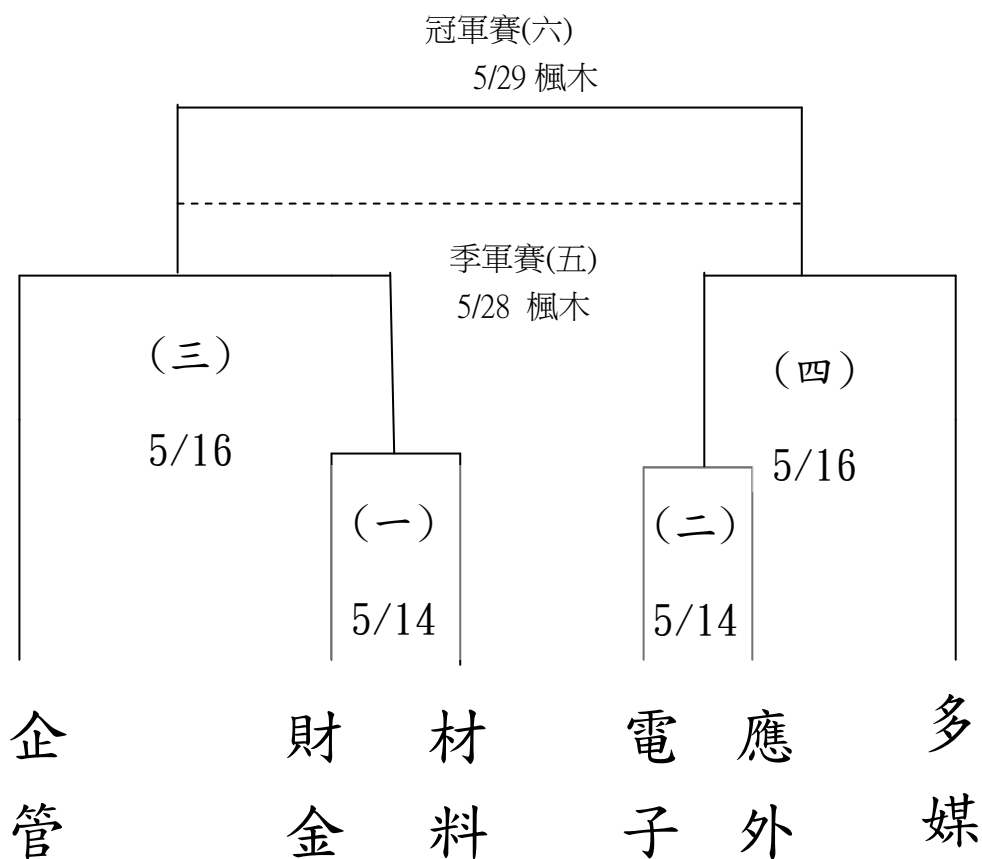 冠軍賽(六)
5/29 楓木
季軍賽(五)
5/28 楓木
(三)
5/16
(四)
5/16
(一)
5/14
(二)
5/14
企管
財金
材料
電子
應外
多媒